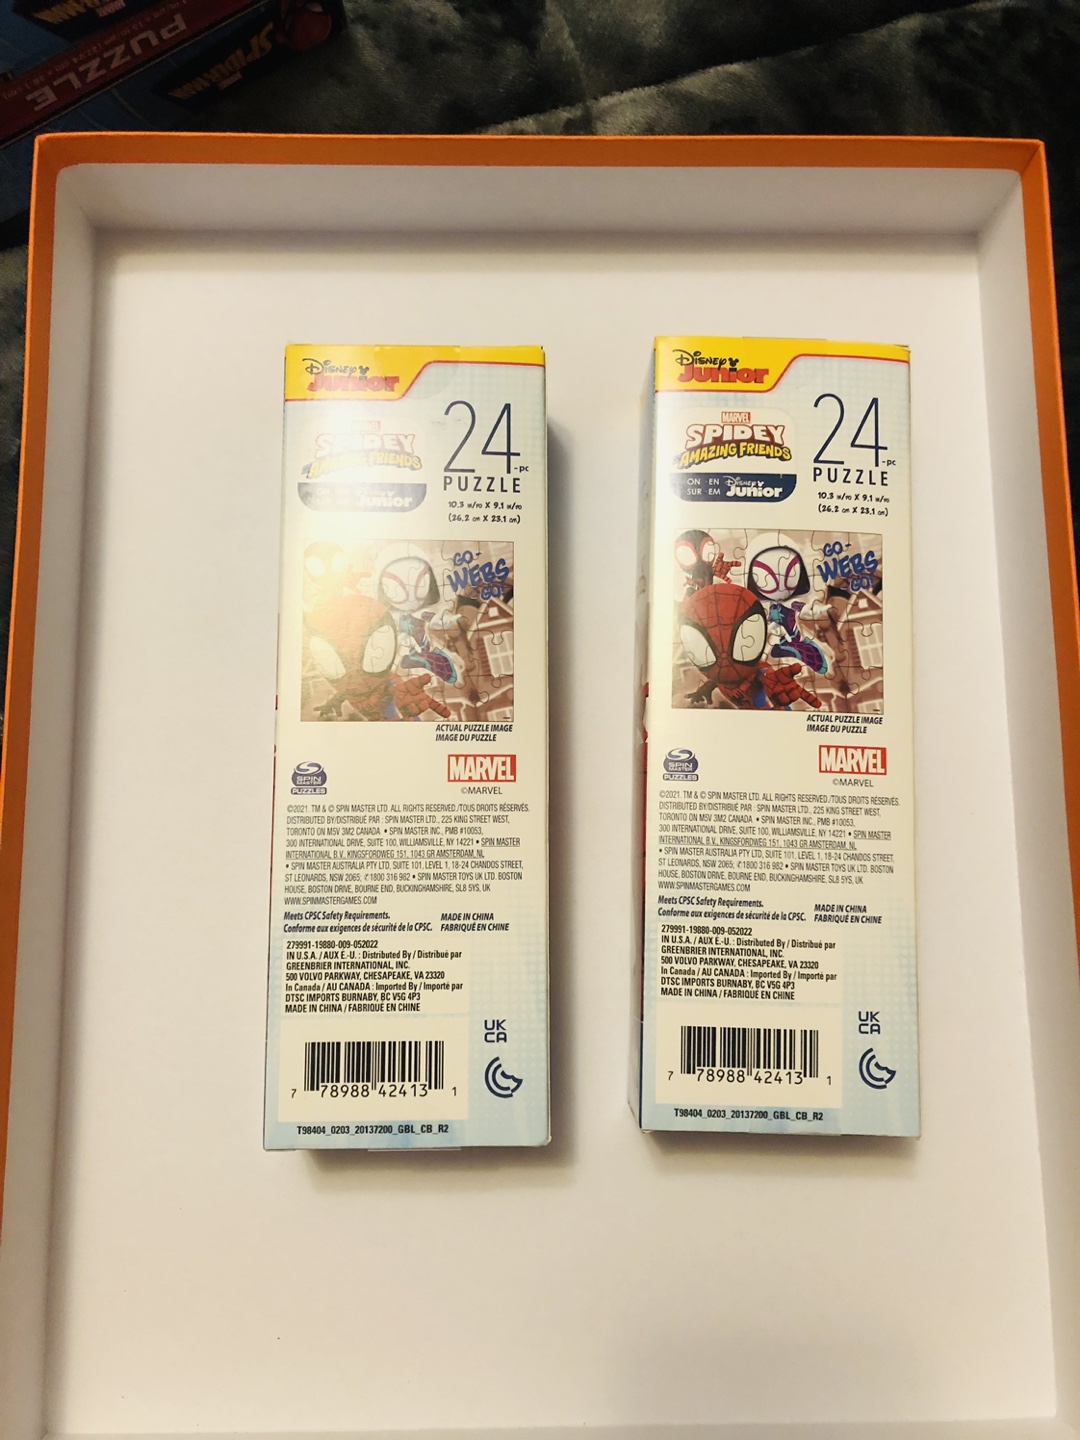 PUZZLE
SPIDEY
DISNEY
Junior
MARVEL
SPIDEY
AMAZING FRIENDS
Junior
24-pc
PUZZLE
10.3 IN/PO X 9.1 IN/PO
(26.2 cm X 23.1 cm)
GO-
WEBS
GO!
ACTUAL PUZZLE IMAGE
IMAGE DU PUZZLE
SPIN
MASTER
PUZZLES
MARVEL
©MARVEL
©2021. TM & © SPIN MASTER LTD. ALL RIGHTS RESERVED./TOUS DROITS RÉSERVÉS.
DISTRIBUTED BY/DISTRIBUÉ PAR : SPIN MASTER LTD., 225 KING STREET WEST,
TORONTO ON M5V 3M2 CANADA • SPIN MASTER INC., PMB #10053,
300 INTERNATIONAL DRIVE, SUITE 100, WILLIAMSVILLE, NY 14221 • SPIN MASTER
INTERNATIONAL B.V., KINGSFORDWEG 151, 1043 GR AMSTERDAM, NL
• SPIN MASTER AUSTRALIA PTY LTD, SUITE 101, LEVEL 1, 18-24 CHANDOS STREET,
ST LEONARDS, NSW 2065; ✆1800 316 982 • SPIN MASTER TOYS UK LTD. BOSTON
HOUSE, BOSTON DRIVE, BOURNE END, BUCKINGHAMSHIRE, SL8 5YS, UK
WWW.SPINMASTERGAMES.COM
Meets CPSC Safety Requirements.
Conforme aux exigences de sécurité de la CPSC.
MADE IN CHINA
FABRIQUÉ EN CHINE
279991-19880-009-052022
IN U.S.A. / AUX É.-U. : Distributed By / Distribué par
GREENBRIER INTERNATIONAL, INC.
500 VOLVO PARKWAY, CHESAPEAKE, VA 23320
In Canada / AU CANADA : Imported By / Importé par
DTSC IMPORTS BURNABY, BC V5G 4P3
MADE IN CHINA / FABRIQUÉ EN CHINE
UK
CA
7 78988 42413 1
T98404_0203_20137200_GBL_CB_R2
DISNEY
Junior
MARVEL
SPIDEY
AMAZING FRIENDS
ON · EN
SUR · EM
DISNEY
Junior
24-pc
PUZZLE
10.3 IN/PO X 9.1 IN/PO
(26.2 cm X 23.1 cm)
GO-
WEBS
GO!
ACTUAL PUZZLE IMAGE
IMAGE DU PUZZLE
SPIN
MASTER
PUZZLES
MARVEL
©MARVEL
©2021. TM & © SPIN MASTER LTD. ALL RIGHTS RESERVED./TOUS DROITS RÉSERVÉS.
DISTRIBUTED BY/DISTRIBUÉ PAR : SPIN MASTER LTD., 225 KING STREET WEST,
TORONTO ON M5V 3M2 CANADA • SPIN MASTER INC., PMB #10053,
300 INTERNATIONAL DRIVE, SUITE 100, WILLIAMSVILLE, NY 14221 • SPIN MASTER
INTERNATIONAL B.V., KINGSFORDWEG 151, 1043 GR AMSTERDAM, NL
• SPIN MASTER AUSTRALIA PTY LTD, SUITE 101, LEVEL 1, 18-24 CHANDOS STREET,
ST LEONARDS, NSW 2065; ✆1800 316 982 • SPIN MASTER TOYS UK LTD. BOSTON
HOUSE, BOSTON DRIVE, BOURNE END, BUCKINGHAMSHIRE, SL8 5YS, UK
WWW.SPINMASTERGAMES.COM
Meets CPSC Safety Requirements.
Conforme aux exigences de sécurité de la CPSC.
MADE IN CHINA
FABRIQUÉ EN CHINE
279991-19880-009-052022
IN U.S.A. / AUX É.-U. : Distributed By / Distribué par
GREENBRIER INTERNATIONAL, INC.
500 VOLVO PARKWAY, CHESAPEAKE, VA 23320
In Canada / AU CANADA : Imported By / Importé par
DTSC IMPORTS BURNABY, BC V5G 4P3
MADE IN CHINA / FABRIQUÉ EN CHINE
UK
CA
7 78988 42413 1
T98404_0203_20137200_GBL_CB_R2